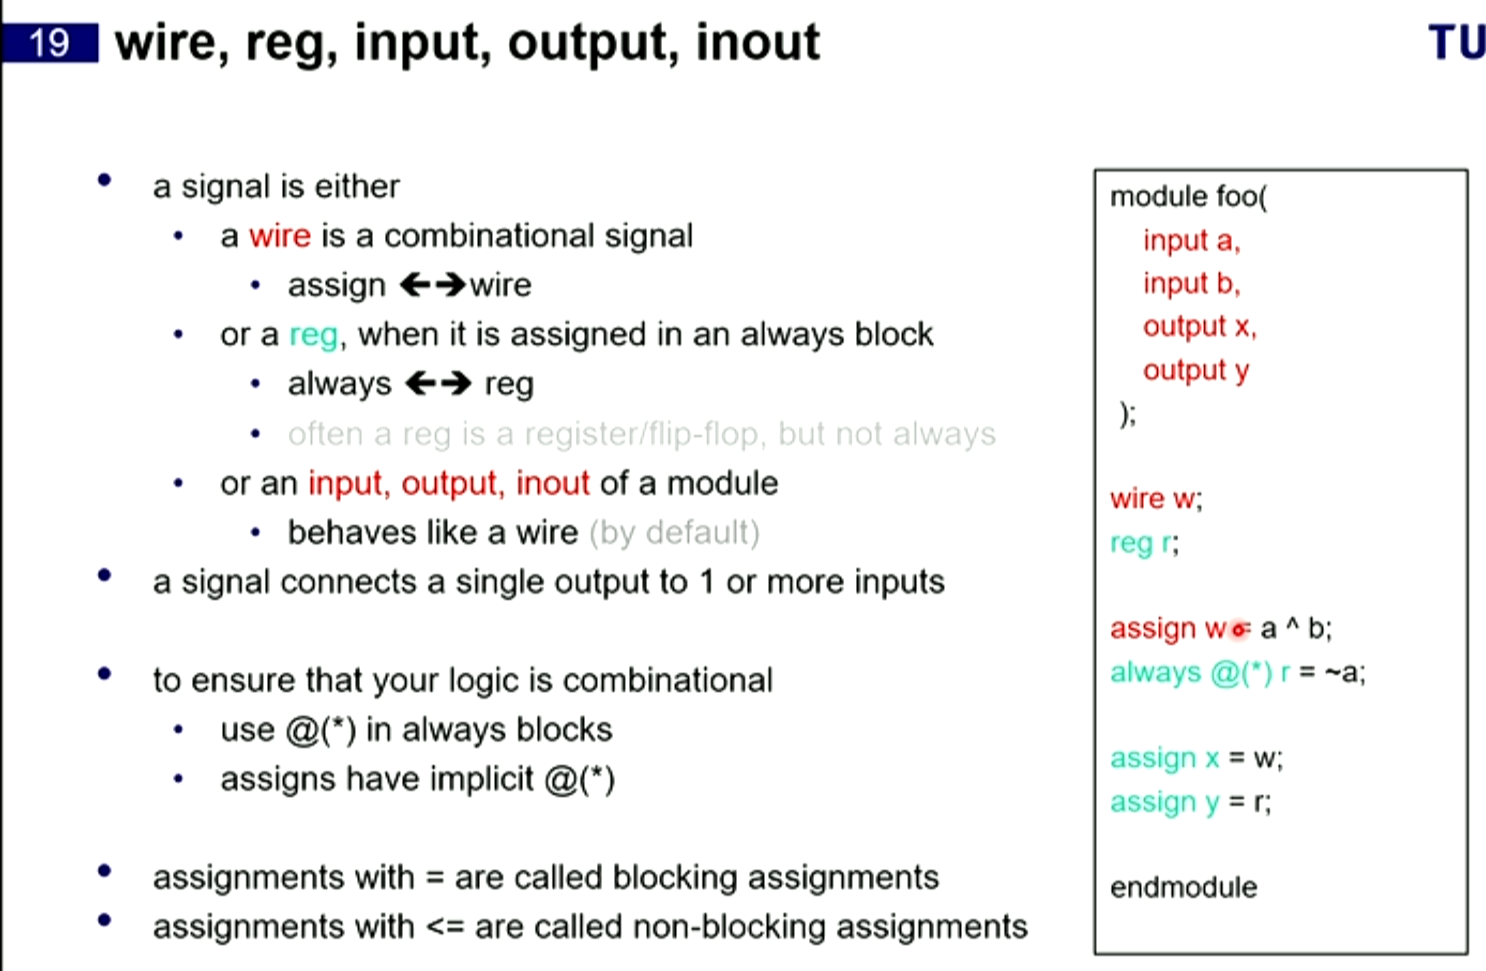 19 wire, reg, input, output, inout TU
• a signal is either
• a wire is a combinational signal
• assign ←→wire
• or a reg, when it is assigned in an always block
• always ←→ reg
• often a reg is a register/flip-flop, but not always
• or an input, output, inout of a module
• behaves like a wire (by default)
• a signal connects a single output to 1 or more inputs
• to ensure that your logic is combinational
• use @(*) in always blocks
• assigns have implicit @(*)
• assignments with = are called blocking assignments
• assignments with <= are called non-blocking assignments
module foo(
input a,
input b,
output x,
output y
);
wire w;
reg r;
assign w = a ^ b;
always @(*) r = ~a;
assign x = w;
assign y = r;
endmodule